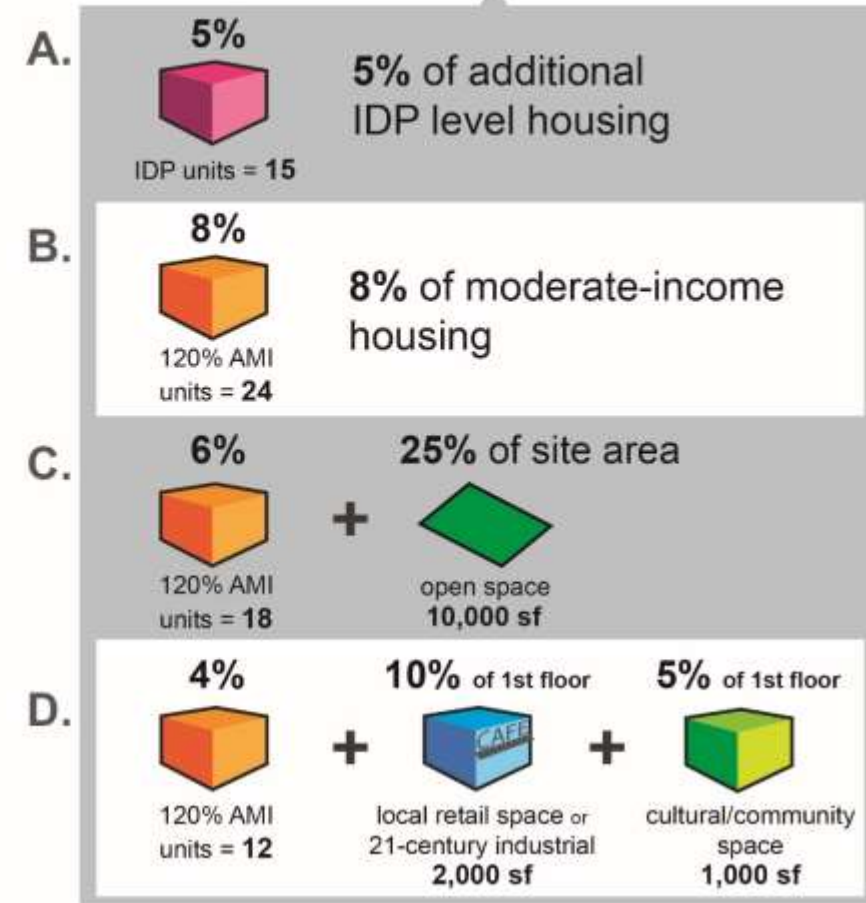 A.
5%
IDP units = 15
5% of additional
IDP level housing
B.
8%
120% AMI
units = 24
8% of moderate-income
housing
C.
6%
120% AMI
units = 18
+
25% of site area
open space
10,000 sf
D.
4%
120% AMI
units = 12
+
10% of 1st floor
CAFE
local retail space or
21-century industrial
2,000 sf
+
5% of 1st floor
cultural/community
space
1,000 sf